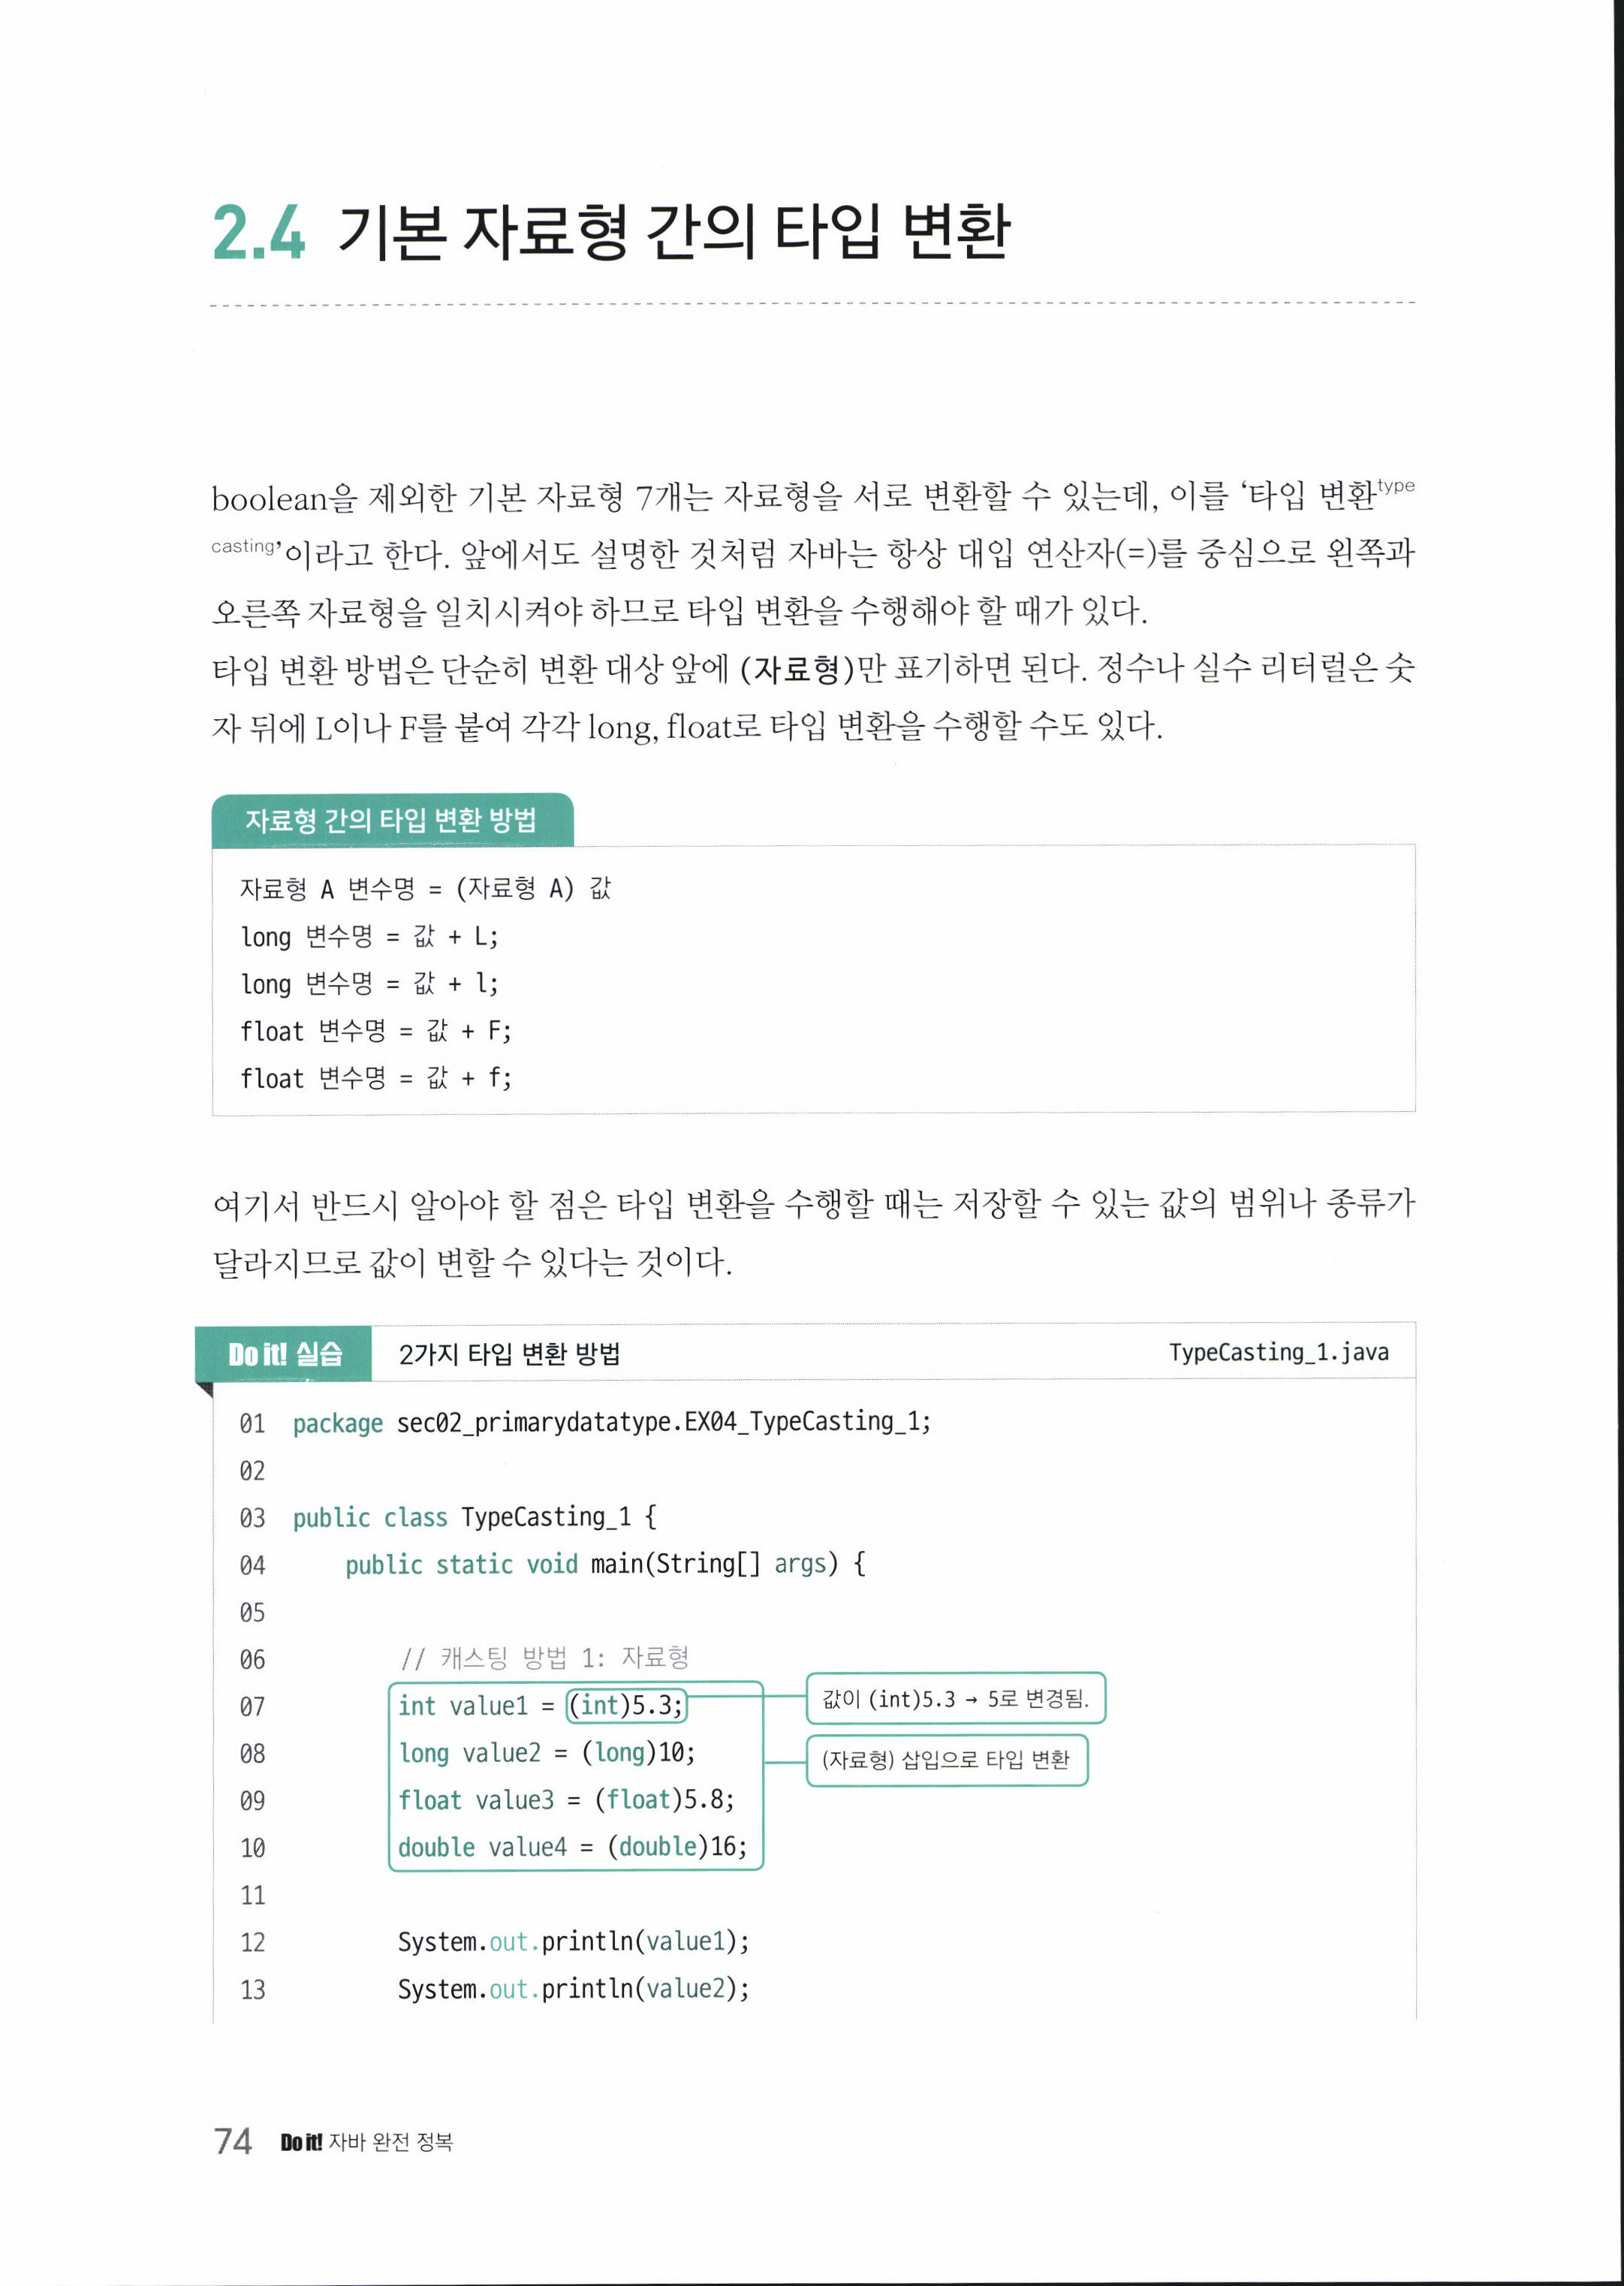 2.4 기본 자료형 간의 타입 변환
boolean을 제외한 기본 자료형 7개는 자료형을 서로 변환할 수 있는데, 이를 ‘타입 변환type
casting’이라고 한다. 앞에서도 설명한 것처럼 자바는 항상 대입 연산자(=)를 중심으로 왼쪽과
오른쪽 자료형을 일치시켜야 하므로 타입 변환을 수행해야 할 때가 있다.
타입 변환 방법은 단순히 변환 대상 앞에 (자료형)만 표기하면 된다. 정수나 실수 리터럴은 숫
자 뒤에 L이나 F를 붙여 각각 long, float로 타입 변환을 수행할 수도 있다.
자료형 간의 타입 변환 방법
자료형 A 변수명 = (자료형 A) 값
long 변수명 = 값 + L;
long 변수명 = 값 + l;
float 변수명 = 값 + F;
float 변수명 = 값 + f;
여기서 반드시 알아야 할 점은 타입 변환을 수행할 때는 저장할 수 있는 값의 범위나 종류가
달라지므로 값이 변할 수 있다는 것이다.
Do it! 실습 2가지 타입 변환 방법 TypeCasting_1.java
01 package sec02_primarydatatype.EX04_TypeCasting_1;
02
03 public class TypeCasting_1 {
04 public static void main(String[] args) {
05
06 // 캐스팅 방법 1: 자료형
07 int value1 = (int)5.3; 값이 (int)5.3 → 5로 변경됨.
08 long value2 = (long)10; (자료형) 삽입으로 타입 변환
09 float value3 = (float)5.8;
10 double value4 = (double)16;
11
12 System.out.println(value1);
13 System.out.println(value2);
74 Do it! 자바 완전 정복